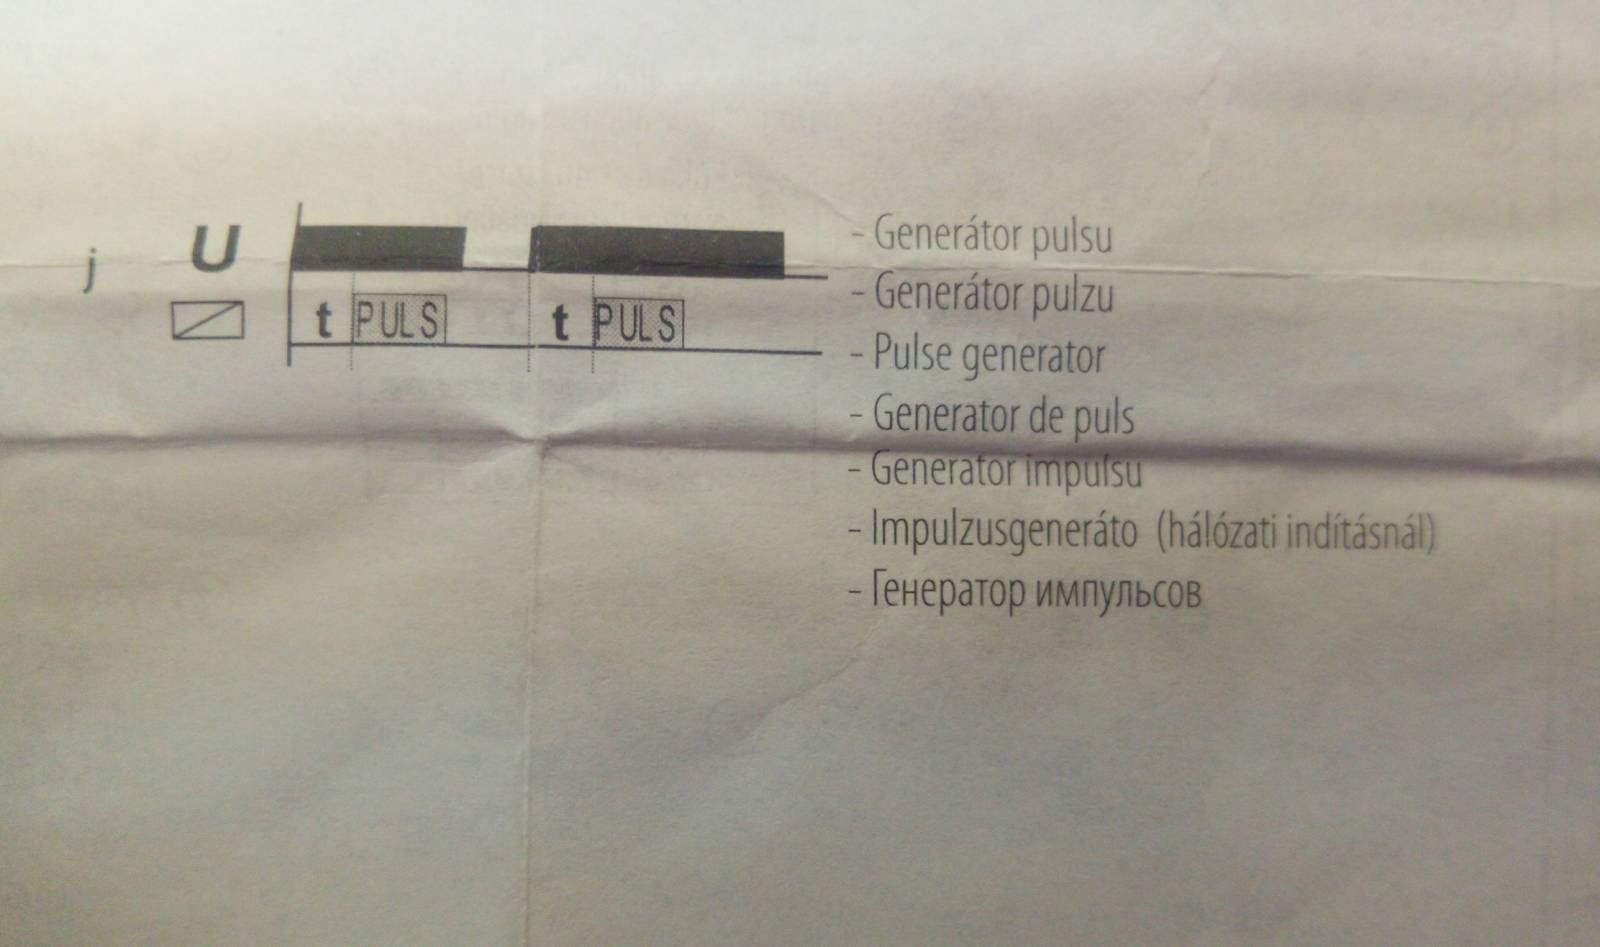 j U
t PULS t PULS
- Generátor pulsu
- Generátor pulzu
- Pulse generator
- Generator de puls
- Generator impulsu
- Impulzusgeneráto (hálózati indításnál)
- Генератор импульсов